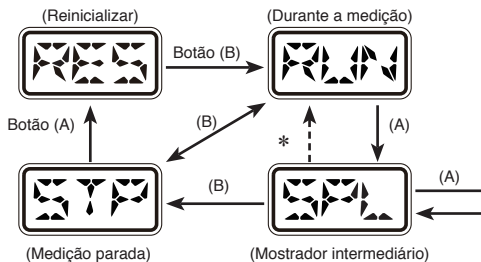 (Reinicializar)
(Durante a medição)
RES
Botão (B)
RUN
Botão (A)
(B)
(A)
*
STP
(B)
SPL
(A)
(Medição parada)
(Mostrador intermediário)